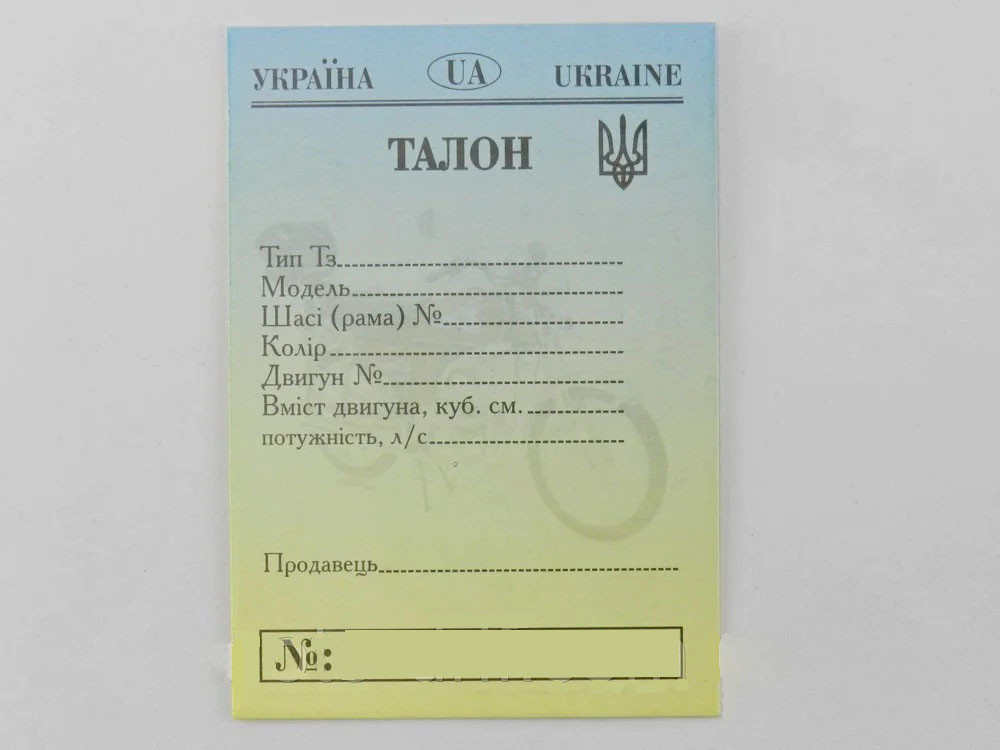 УКРАЇНА UA UKRAINE
ТАЛОН
Тип Тз
Модель
Шасі (рама) №
Колір
Двигун №
Вміст двигуна, куб. см.
потужність, л/с
Продавець
№: